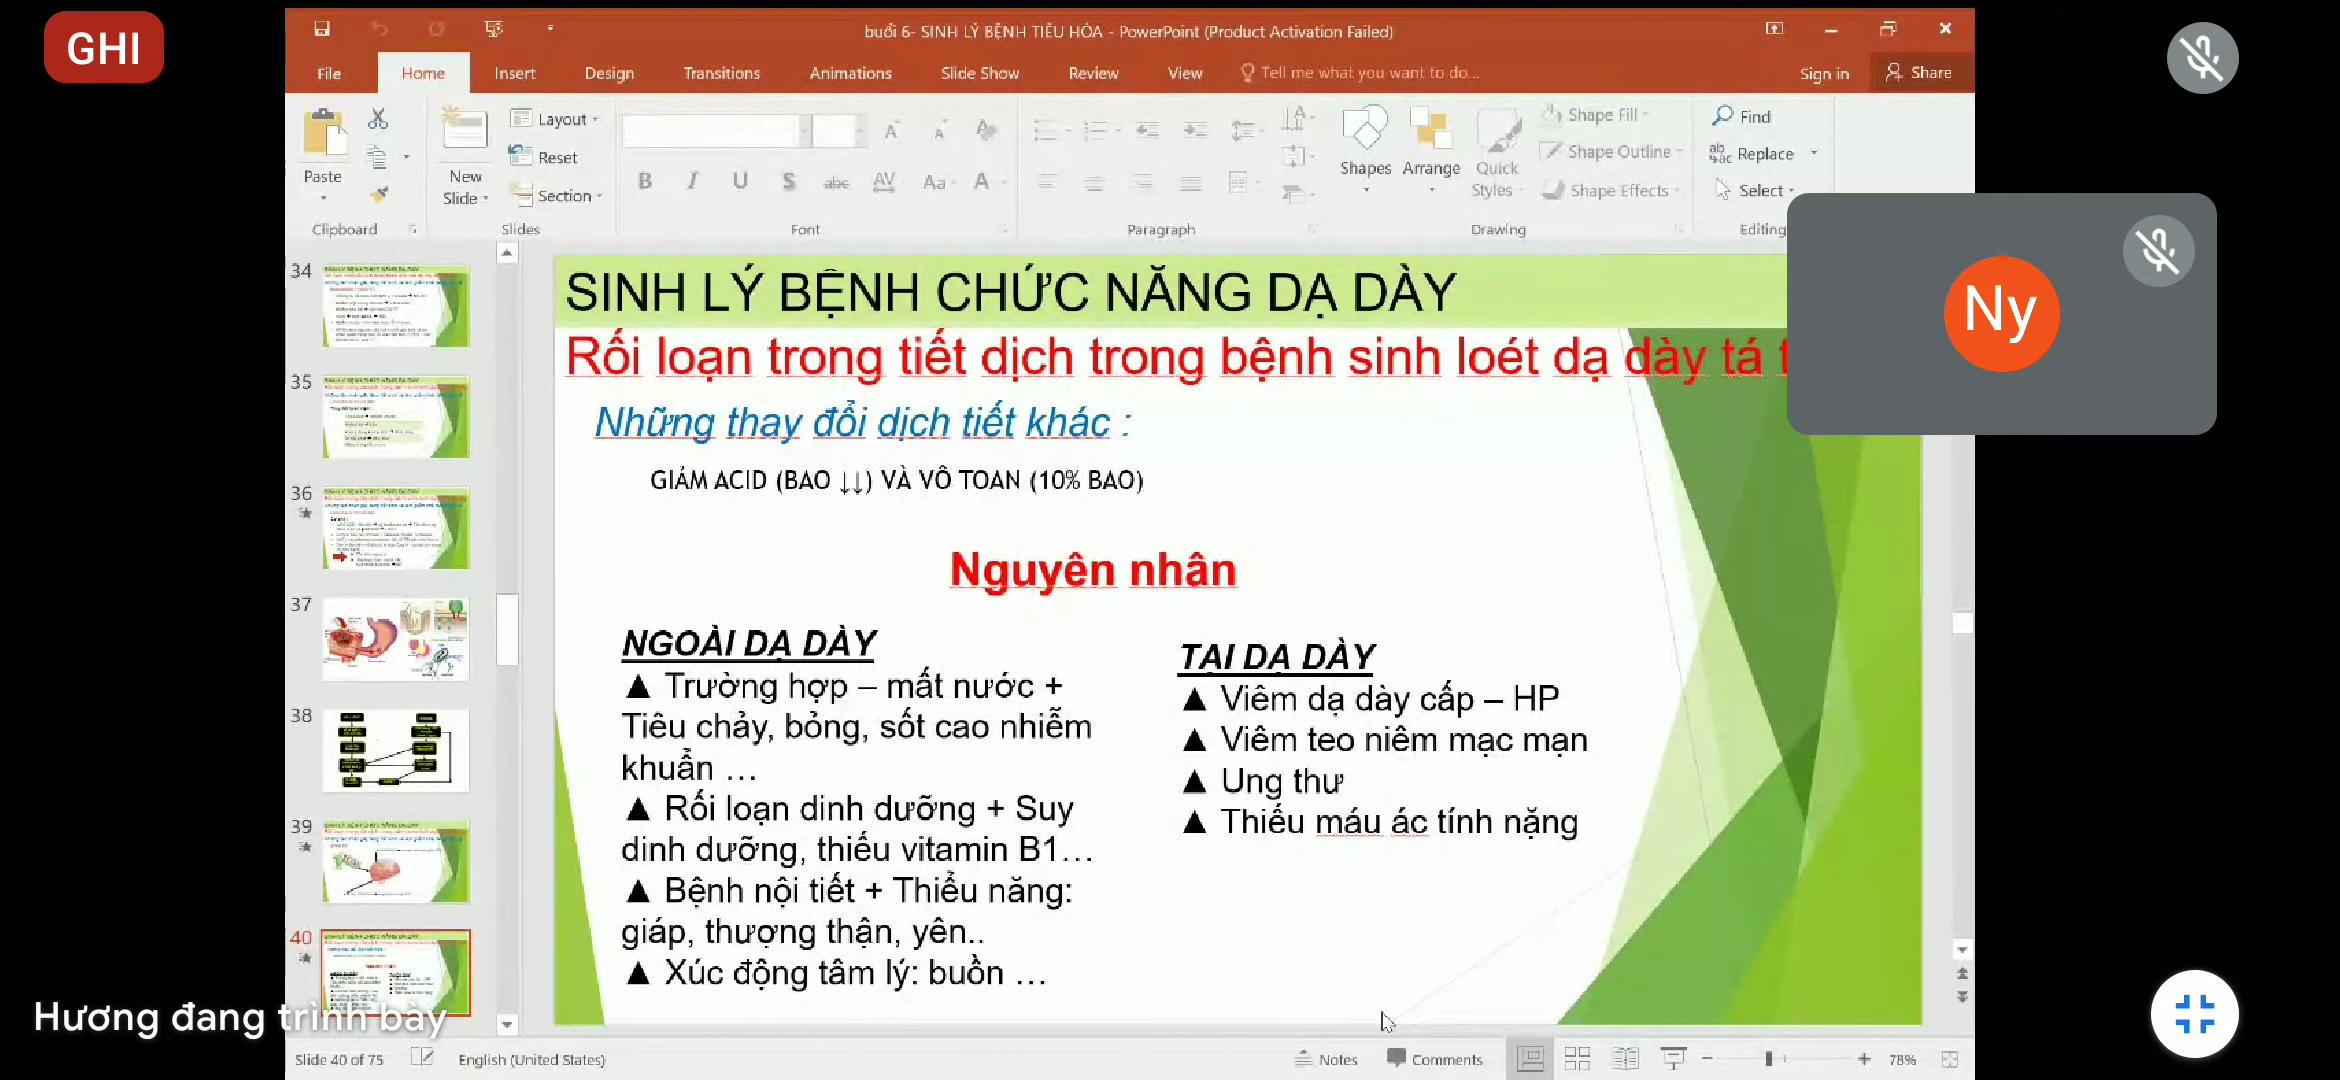 GHI
buổi 6- SINH LÝ BỆNH TIÊU HÓA - PowerPoint (Product Activation Failed)
File Home Insert Design Transitions Animations Slide Show Review View Tell me what you want to do... Sign in Share
Paste
Clipboard
New Slide
Layout
Reset
Section
Slides
B I U S abc AV Aa A
Font
Paragraph
Shapes Arrange Quick Styles
Shape Fill
Shape Outline
Shape Effects
Drawing
Find
Replace
Select
Editing
Ny
34
35
36
37
38
39
40
SINH LÝ BỆNH CHỨC NĂNG DẠ DÀY
Rối loạn trong tiết dịch trong bệnh sinh loét dạ dày tá t
Những thay đổi dịch tiết khác :
GIẢM ACID (BAO ↓↓) VÀ VÔ TOAN (10% BAO)
Nguyên nhân
NGOÀI DẠ DÀY
▲ Trường hợp – mất nước +
Tiêu chảy, bỏng, sốt cao nhiễm
khuẩn …
▲ Rối loạn dinh dưỡng + Suy
dinh dưỡng, thiếu vitamin B1…
▲ Bệnh nội tiết + Thiểu năng:
giáp, thượng thận, yên..
▲ Xúc động tâm lý: buồn …
TẠI DẠ DÀY
▲ Viêm dạ dày cấp – HP
▲ Viêm teo niêm mạc mạn
▲ Ung thư
▲ Thiếu máu ác tính nặng
Hương đang trình bày
Slide 40 of 75 English (United States) Notes Comments 78%